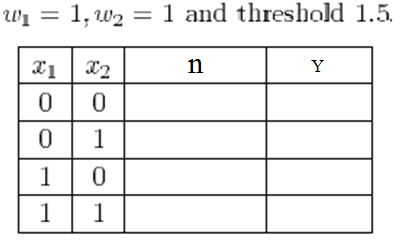 w₁ = 1, w₂ = 1 and threshold 1.5.
x₁ x₂ n Y
0 0
0 1
1 0
1 1